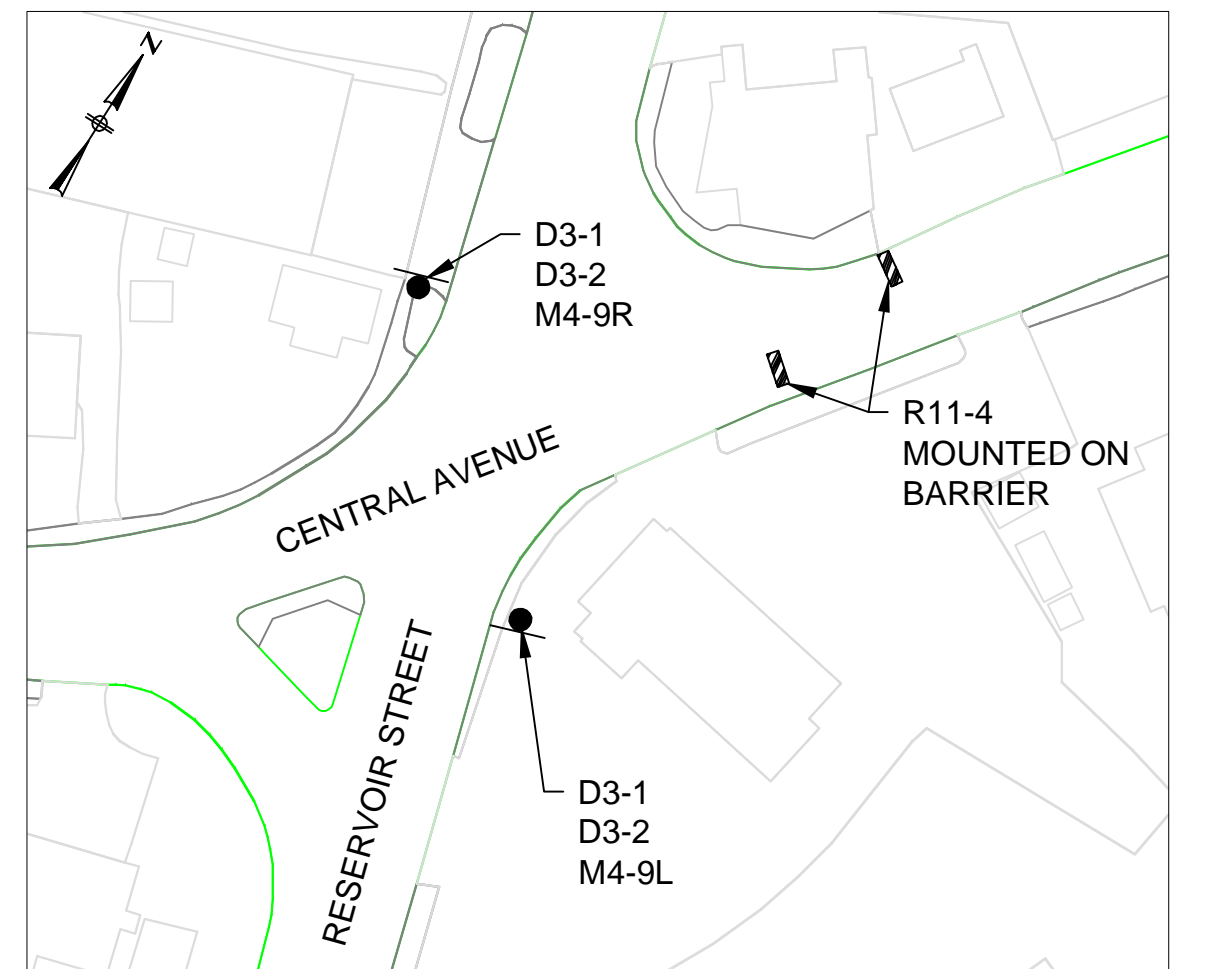 N
D3-1
D3-2
M4-9R
R11-4
MOUNTED ON
BARRIER
CENTRAL AVENUE
RESERVOIR STREET
D3-1
D3-2
M4-9L